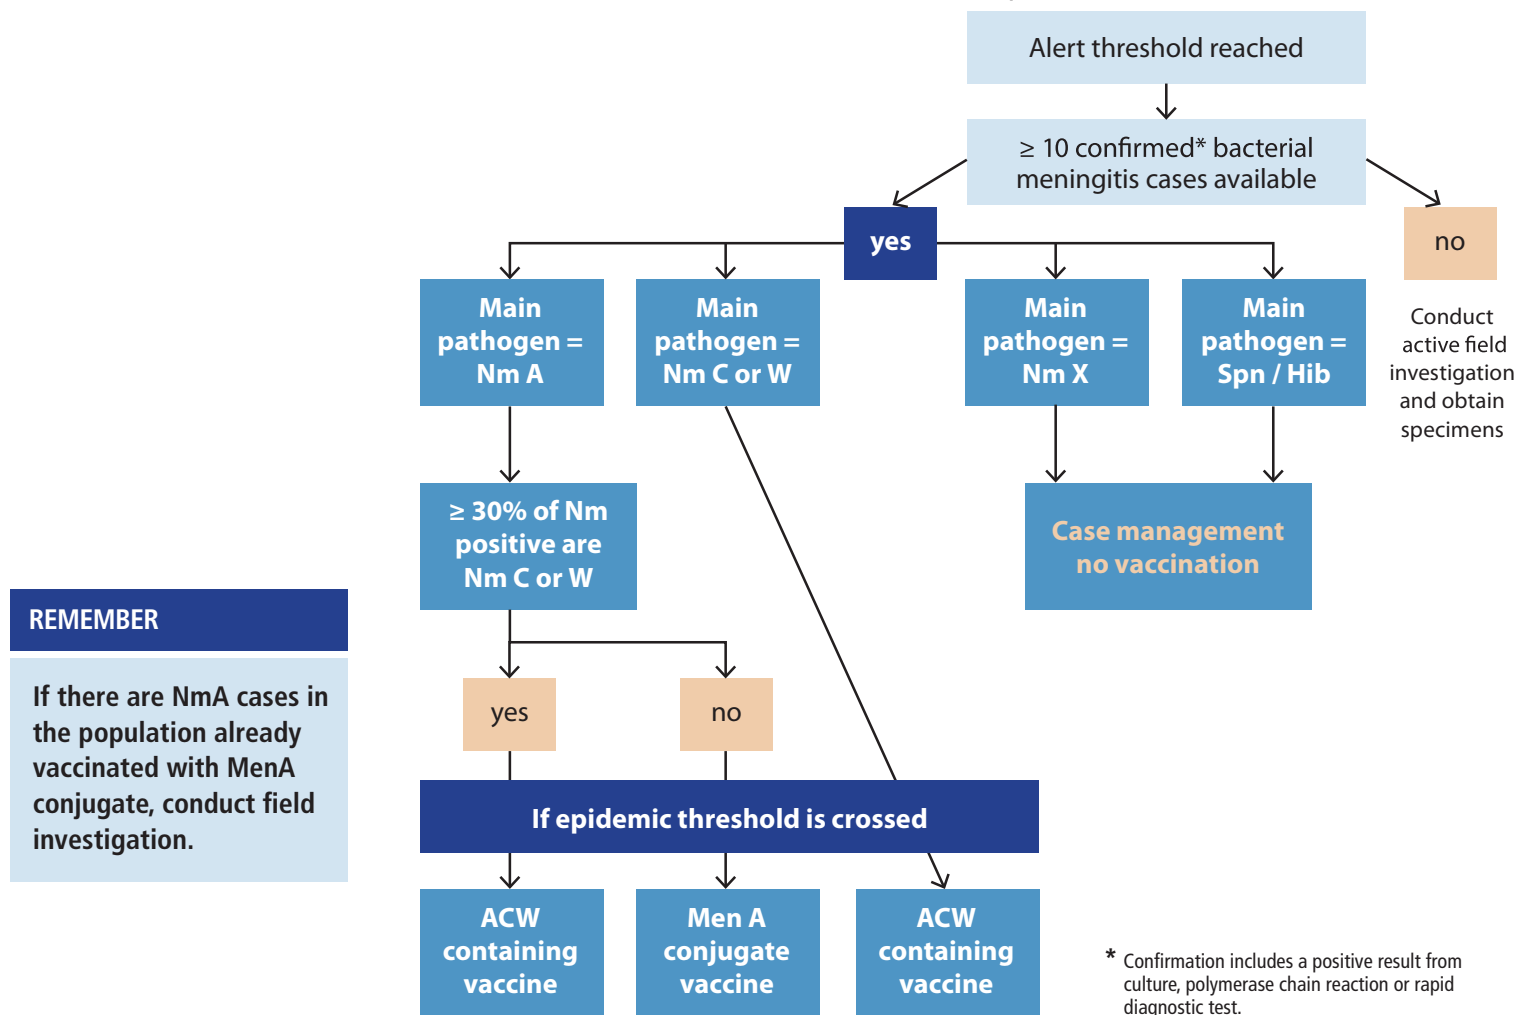 Alert threshold reached
≥ 10 confirmed* bacterial
meningitis cases available
yes
no
Main
pathogen =
Nm A
Main
pathogen =
Nm C or W
Main
pathogen =
Nm X
Main
pathogen =
Spn / Hib
Conduct
active field
investigation
and obtain
specimens
≥ 30% of Nm
positive are
Nm C or W
Case management
no vaccination
REMEMBER
If there are NmA cases in
the population already
vaccinated with MenA
conjugate, conduct field
investigation.
yes
no
If epidemic threshold is crossed
ACW
containing
vaccine
Men A
conjugate
vaccine
ACW
containing
vaccine
* Confirmation includes a positive result from
culture, polymerase chain reaction or rapid
diagnostic test.